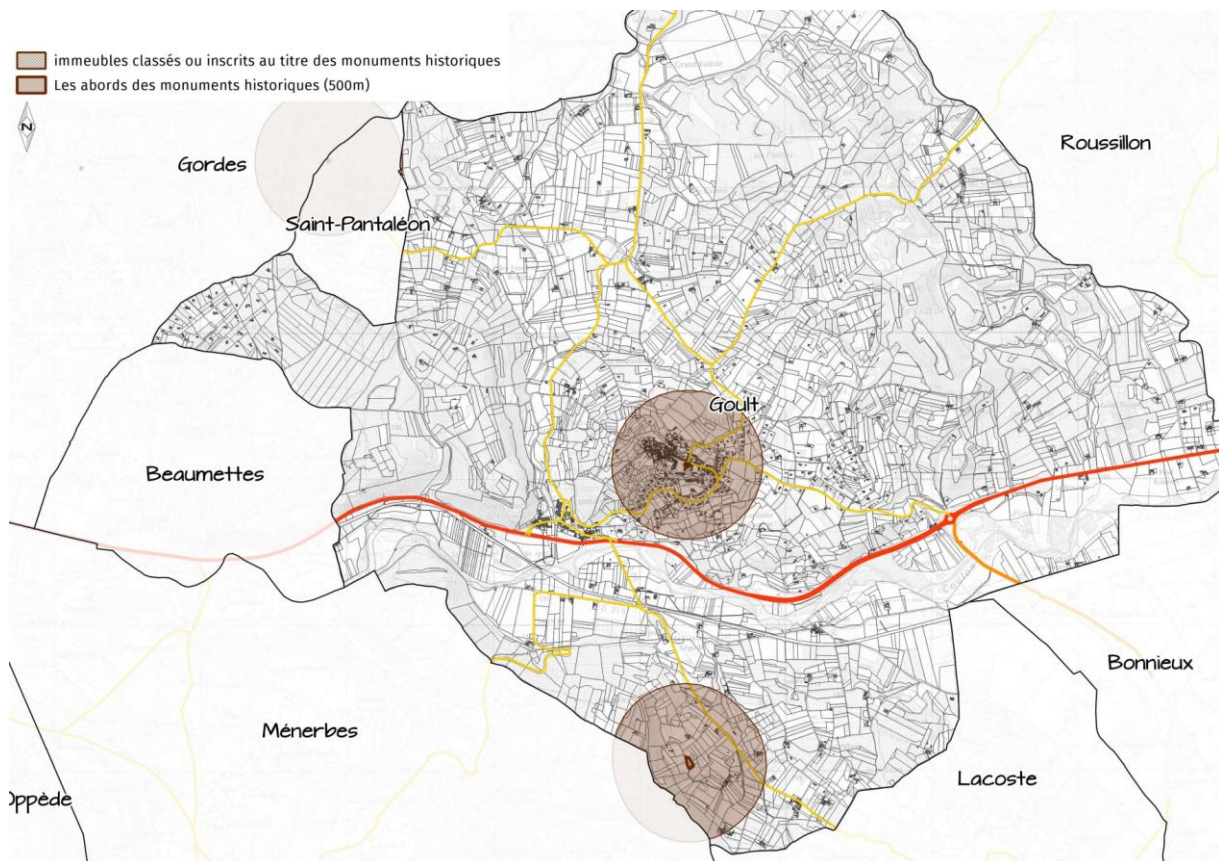 immeubles classés ou inscrits au titre des monuments historiques
Les abords des monuments historiques (500m)
N
Gordes
Roussillon
Saint-Pantaléon
Goult
Beaumettes
Bonnieux
Ménerbes
Lacoste
Oppède